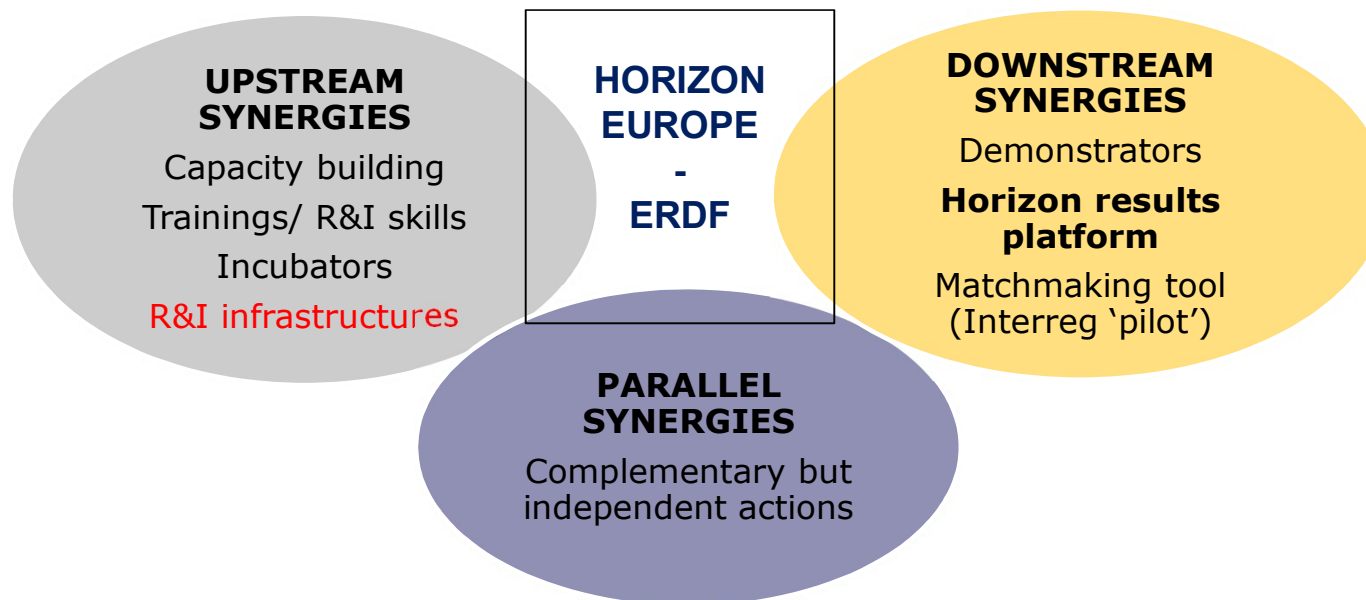 UPSTREAM
SYNERGIES
Capacity building
Trainings/ R&I skills
Incubators
R&I infrastructures
HORIZON
EUROPE
-
ERDF
DOWNSTREAM
SYNERGIES
Demonstrators
Horizon results
platform
Matchmaking tool
(Interreg ‘pilot’)
PARALLEL
SYNERGIES
Complementary but
independent actions